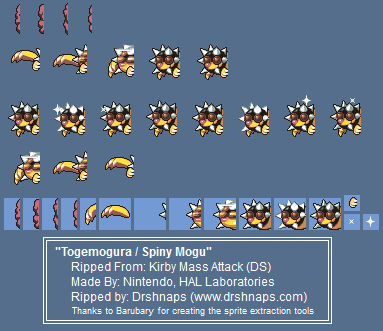 "Togemogura / Spiny Mogu"
Ripped From: Kirby Mass Attack (DS)
Made By: Nintendo, HAL Laboratories
Ripped by: Drshnaps (www.drshnaps.com)
Thanks to Barubary for creating the sprite extraction tools